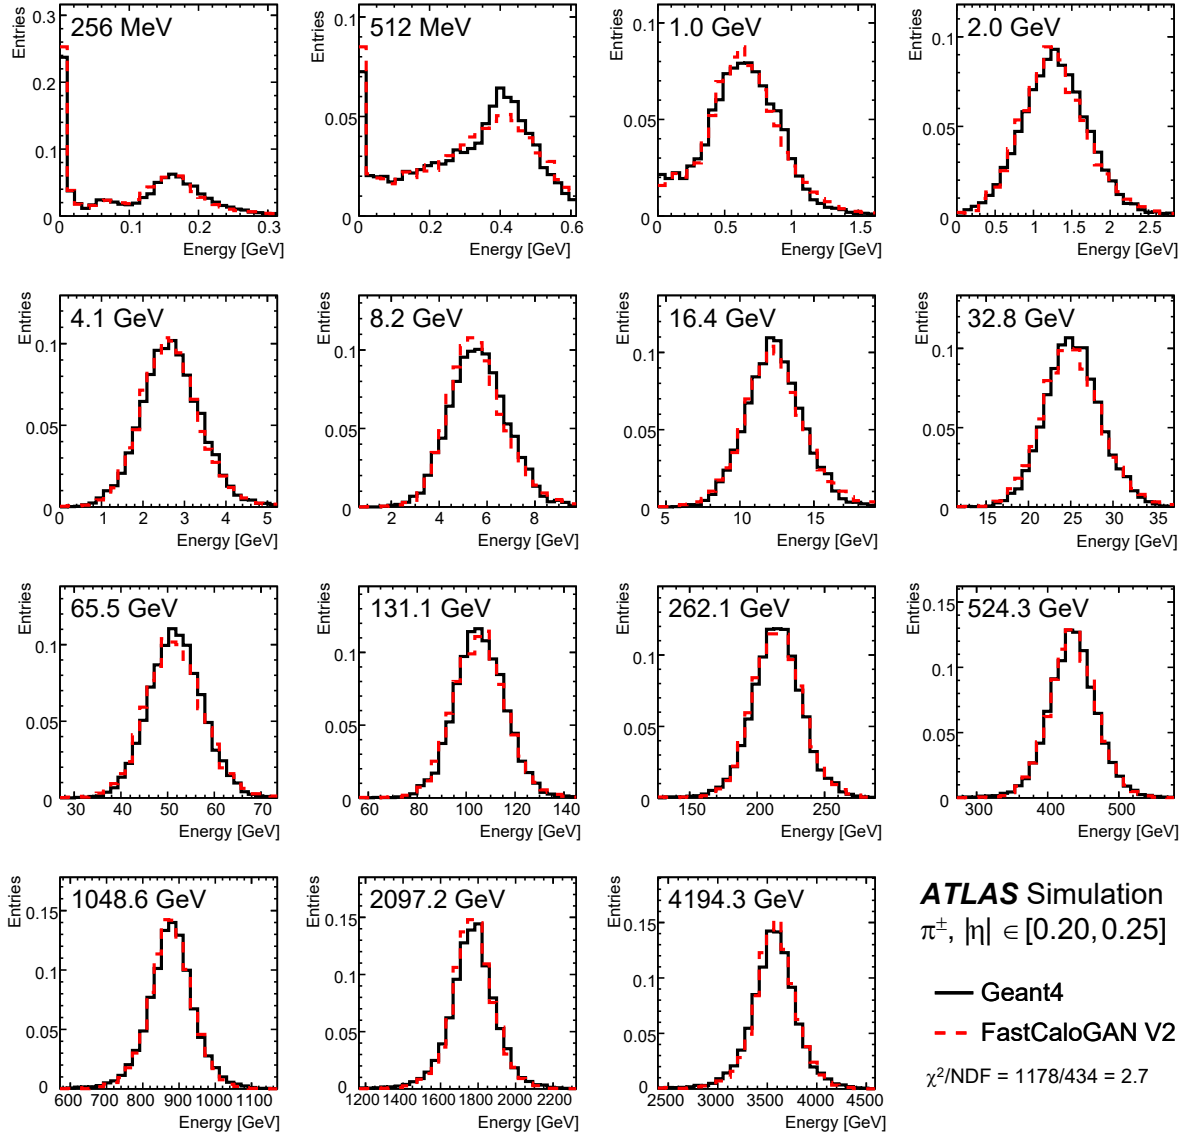 Entries
256 MeV
0.3
0.2
0.1
0
0 0.1 0.2 0.3
Energy [GeV]
Entries
512 MeV
0.1
0.05
0
0 0.2 0.4 0.6
Energy [GeV]
Entries
1.0 GeV
0.1
0.05
0
0 0.5 1 1.5
Energy [GeV]
Entries
2.0 GeV
0.1
0.05
0
0 0.5 1 1.5 2 2.5
Energy [GeV]
Entries
4.1 GeV
0.1
0.05
0
0 1 2 3 4 5
Energy [GeV]
Entries
8.2 GeV
0.1
0.05
0
2 4 6 8
Energy [GeV]
Entries
16.4 GeV
0.1
0.05
0
5 10 15
Energy [GeV]
Entries
32.8 GeV
0.1
0.05
0
15 20 25 30 35
Energy [GeV]
Entries
65.5 GeV
0.1
0.05
0
30 40 50 60 70
Energy [GeV]
Entries
131.1 GeV
0.1
0.05
0
60 80 100 120 140
Energy [GeV]
Entries
262.1 GeV
0.1
0.05
0
150 200 250
Energy [GeV]
Entries
524.3 GeV
0.15
0.1
0.05
0
300 400 500
Energy [GeV]
Entries
1048.6 GeV
0.15
0.1
0.05
0
600 700 800 900 1000 1100
Energy [GeV]
Entries
2097.2 GeV
0.15
0.1
0.05
0
1200 1400 1600 1800 2000 2200
Energy [GeV]
Entries
4194.3 GeV
0.15
0.1
0.05
0
2500 3000 3500 4000 4500
Energy [GeV]
ATLAS Simulation
π±, |η| ∈ [0.20, 0.25]
Geant4
FastCaloGAN V2
χ²/NDF = 1178/434 = 2.7